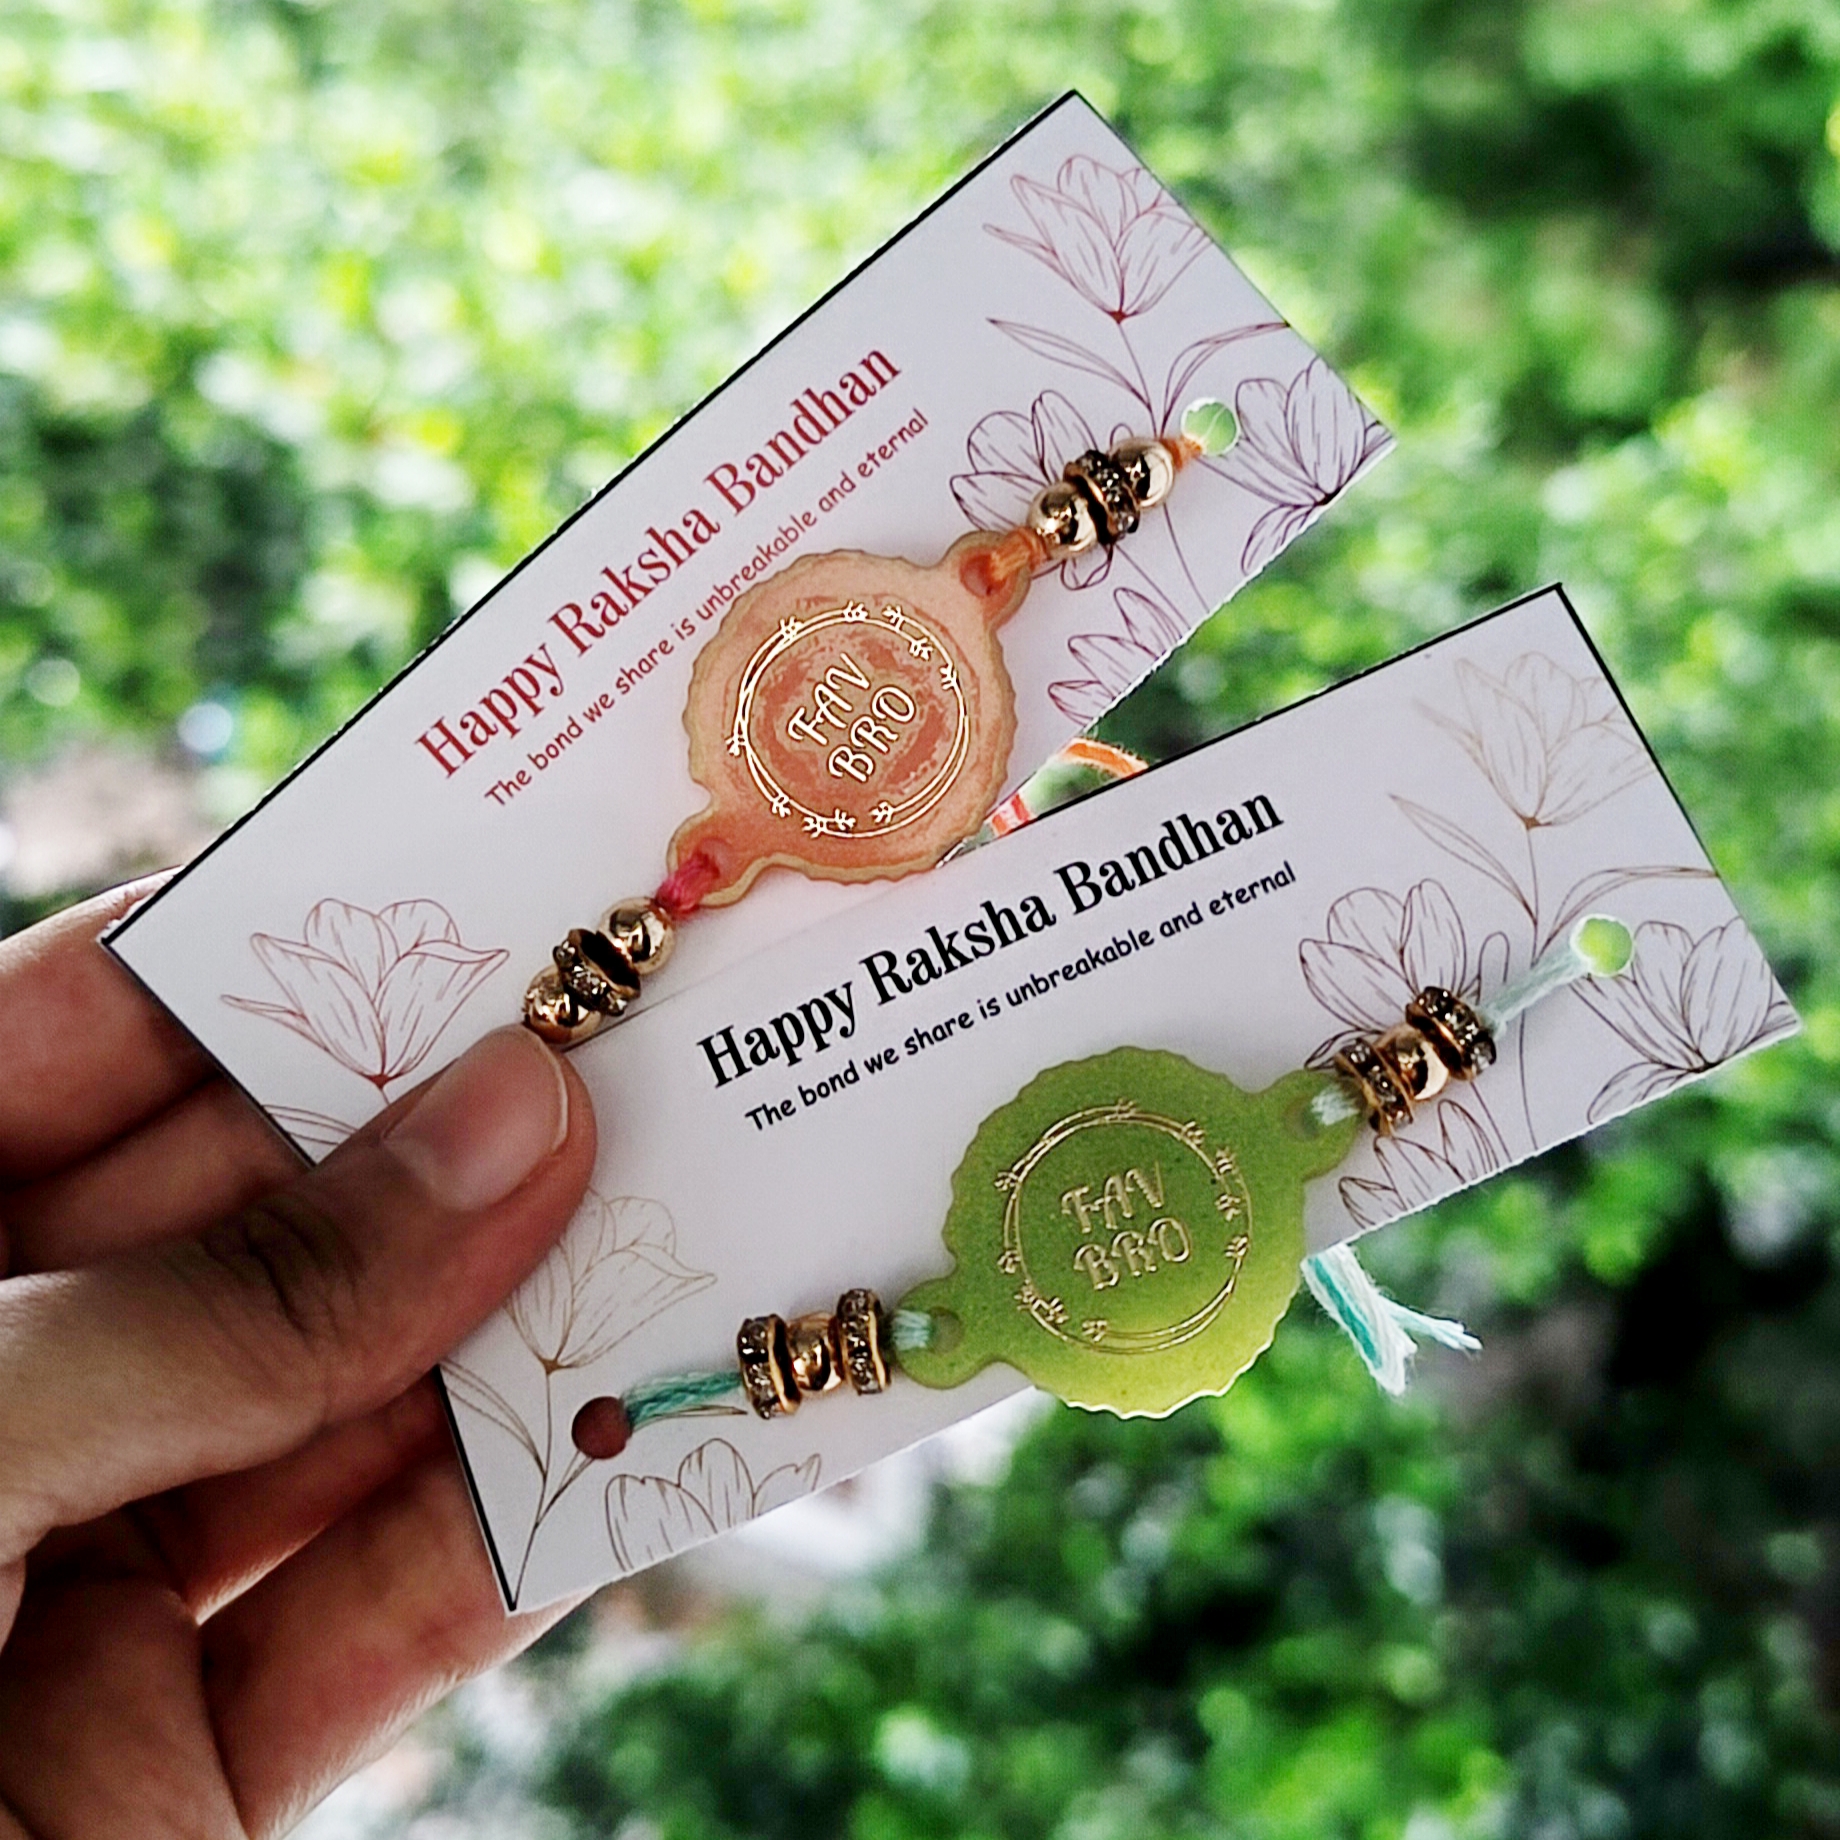 Happy Raksha Bandhan
The bond we share is unbreakable and eternal
FAV
BRO
Happy Raksha Bandhan
The bond we share is unbreakable and eternal
FAV
BRO